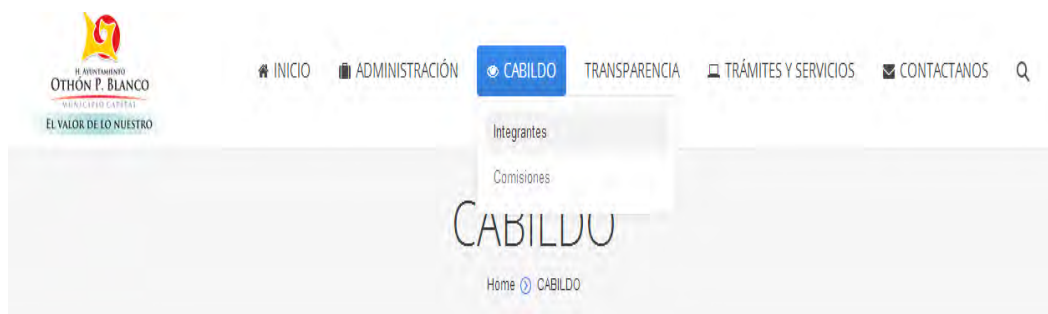 H. AYUNTAMIENTO
OTHÓN P. BLANCO
MUNICIPIO CAPITAL
EL VALOR DE LO NUESTRO
INICIO ADMINISTRACIÓN CABILDO TRANSPARENCIA TRÁMITES Y SERVICIOS CONTACTANOS
Integrantes
Comisiones
CABILDO
Home CABILDO